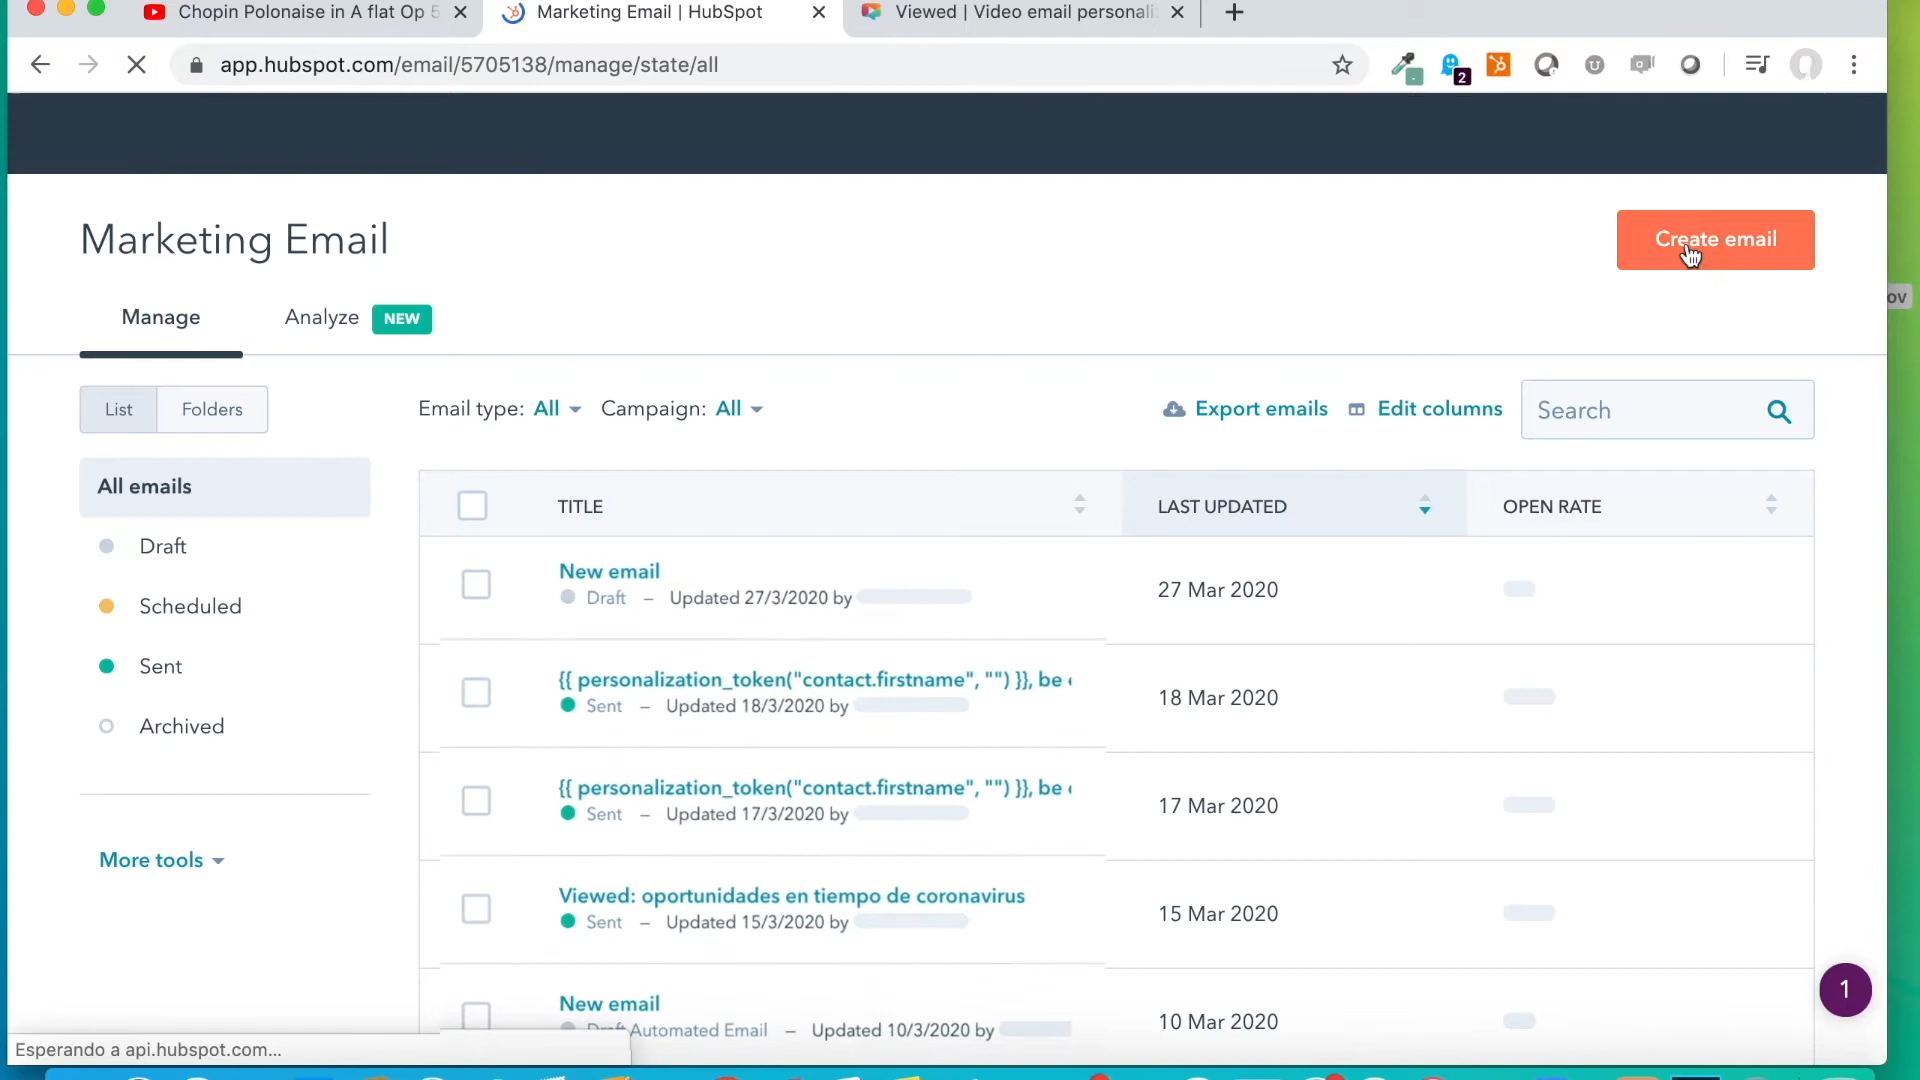 Chopin Polonaise in A flat Op 5
Marketing Email | HubSpot
Viewed | Video email personali
app.hubspot.com/email/5705138/manage/state/all
2
Marketing Email
Create email
ov
Manage
Analyze NEW
List Folders
Email type: All Campaign: All
Export emails Edit columns Search
All emails
Draft
Scheduled
Sent
Archived
More tools
TITLE LAST UPDATED OPEN RATE
New email
Draft – Updated 27/3/2020 by
27 Mar 2020
{{ personalization_token("contact.firstname", "") }}, be
Sent – Updated 18/3/2020 by
18 Mar 2020
{{ personalization_token("contact.firstname", "") }}, be
Sent – Updated 17/3/2020 by
17 Mar 2020
Viewed: oportunidades en tiempo de coronavirus
Sent – Updated 15/3/2020 by
15 Mar 2020
New email
Draft Automated Email – Updated 10/3/2020 by
10 Mar 2020
1
Esperando a api.hubspot.com...